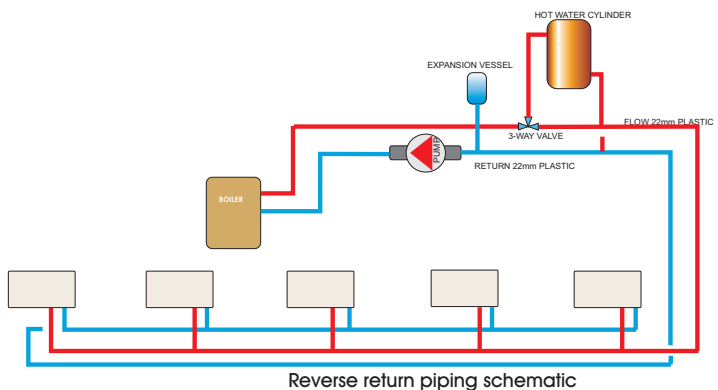 HOT WATER CYLINDER
EXPANSION VESSEL
FLOW 22mm PLASTIC
3-WAY VALVE
PUMP
RETURN 22mm PLASTIC
BOILER
Reverse return piping schematic